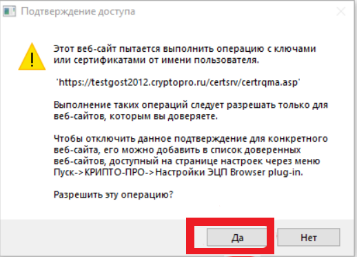 Подтверждение доступа
Этот веб-сайт пытается выполнить операцию с ключами
или сертификатами от имени пользователя.
'https://testgost2012.cryptopro.ru/certsrv/certrqma.asp'
Выполнение таких операций следует разрешать только для
веб-сайтов, которым вы доверяете.
Чтобы отключить данное подтверждение для конкретного
веб-сайта, его можно добавить в список доверенных
веб-сайтов, доступный на странице настроек через меню
Пуск->КРИПТО-ПРО->Настройки ЭЦП Browser plug-in.
Разрешить эту операцию?
Да
Нет